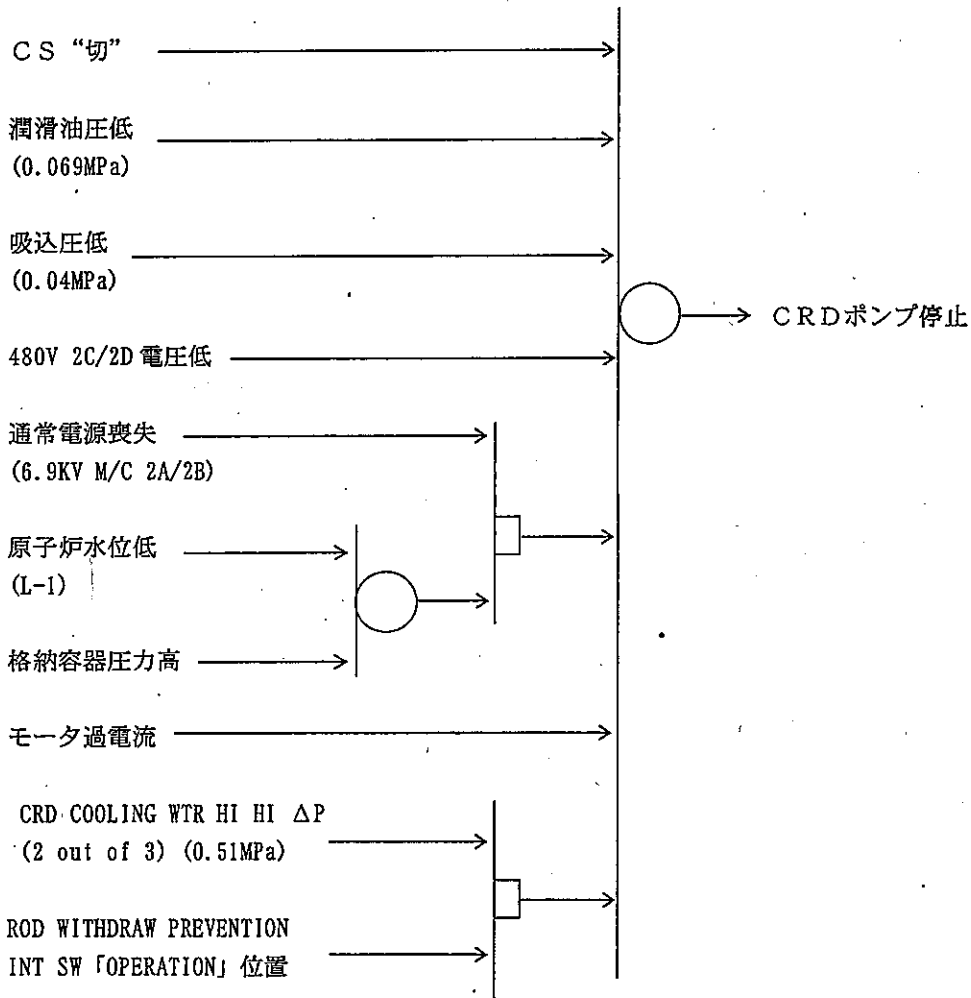 CS “切”
潤滑油圧低
(0.069MPa)
吸込圧低
(0.04MPa)
CRDポンプ停止
480V 2C/2D 電圧低
通常電源喪失
(6.9KV M/C 2A/2B)
原子炉水位低
(L-1)
格納容器圧力高
モータ過電流
CRD COOLING WTR HI HI ΔP
(2 out of 3) (0.51MPa)
ROD WITHDRAW PREVENTION
INT SW「OPERATION」位置